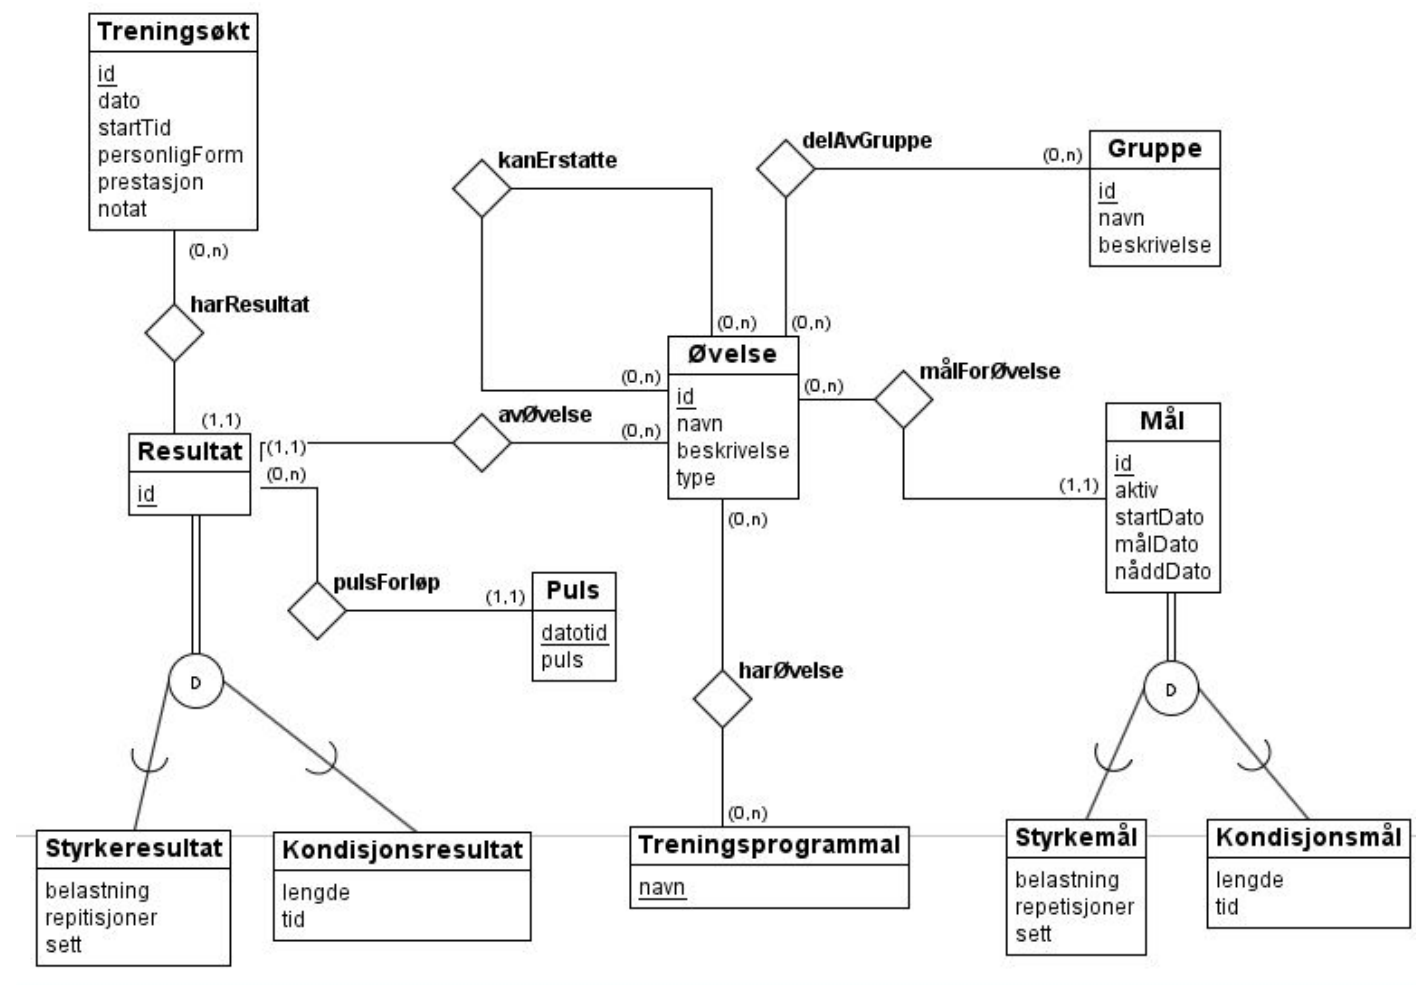 Treningsøkt
id
dato
startTid
personligForm
prestasjon
notat
(0,n)
harResultat
(1,1)
Resultat
id
kanErstatte
(0,n)
(0,n)
delAvGruppe
(0,n)
(0,n)
Gruppe
id
navn
beskrivelse
Øvelse
id
navn
beskrivelse
type
(1,1)
avØvelse
(0,n)
(0,n)
målForØvelse
(1,1)
Mål
id
aktiv
startDato
målDato
nåddDato
(0,n)
pulsForløp
(1,1)
Puls
datotid
puls
(0,n)
harØvelse
(0,n)
Treningsprogrammal
navn
D
Styrkeresultat
belastning
repitisjoner
sett
Kondisjonsresultat
lengde
tid
D
Styrkemål
belastning
repetisjoner
sett
Kondisjonsmål
lengde
tid